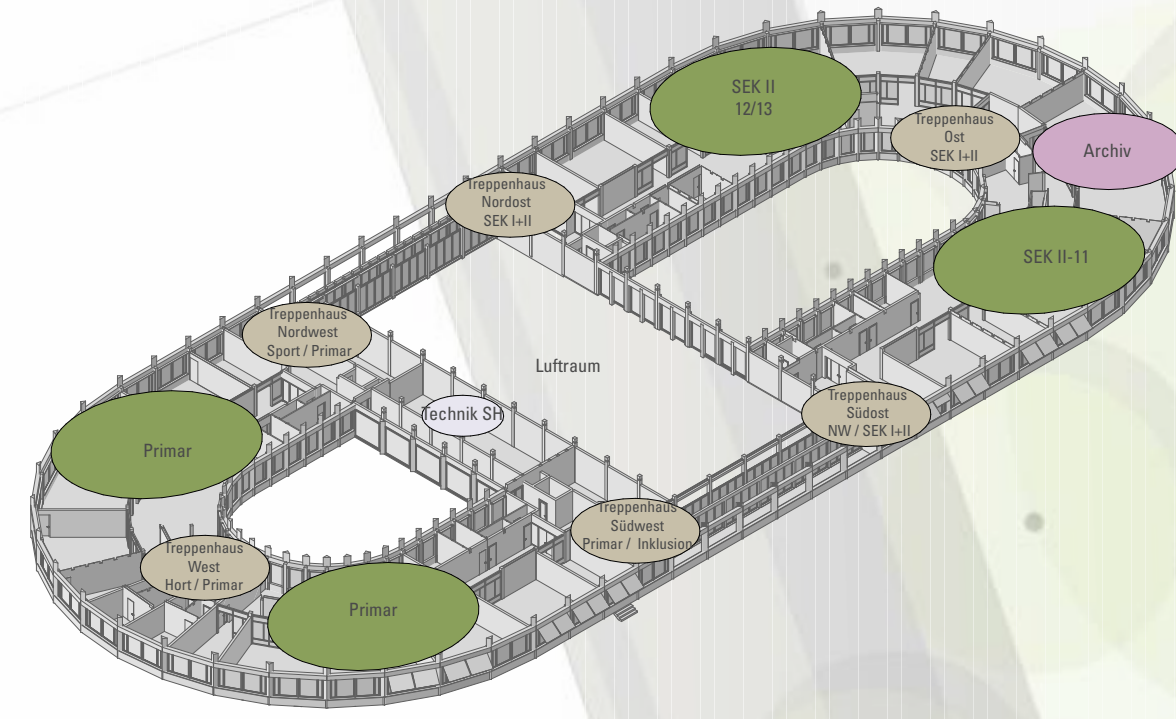 SEK II
12/13
Treppenhaus
Ost
SEK I+II
Archiv
Treppenhaus
Nordost
SEK I+II
SEK II-11
Treppenhaus
Nordwest
Sport / Primar
Luftraum
Technik SH
Treppenhaus
Südost
NW / SEK I+II
Primar
Treppenhaus
Südwest
Primar / Inklusion
Treppenhaus
West
Hort / Primar
Primar